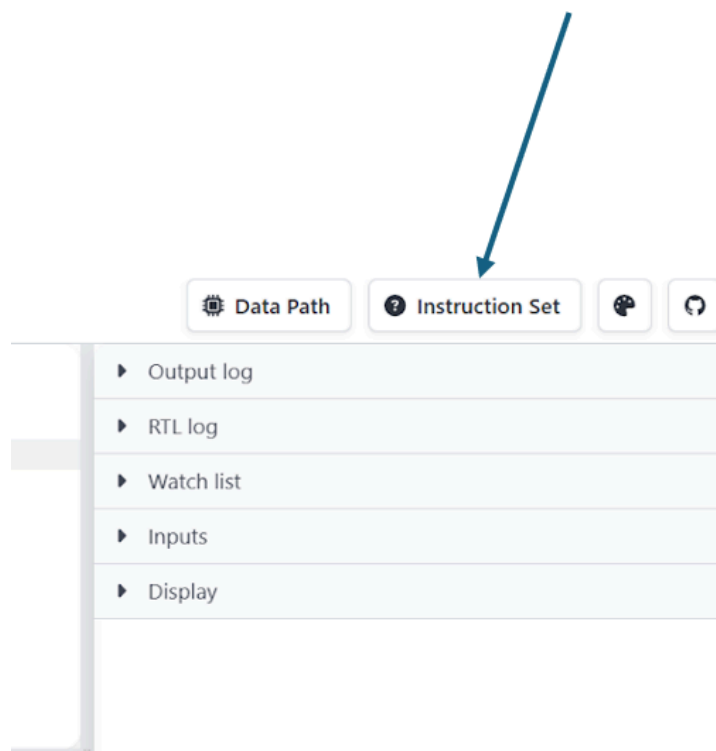 Data Path Instruction Set
Output log
RTL log
Watch list
Inputs
Display